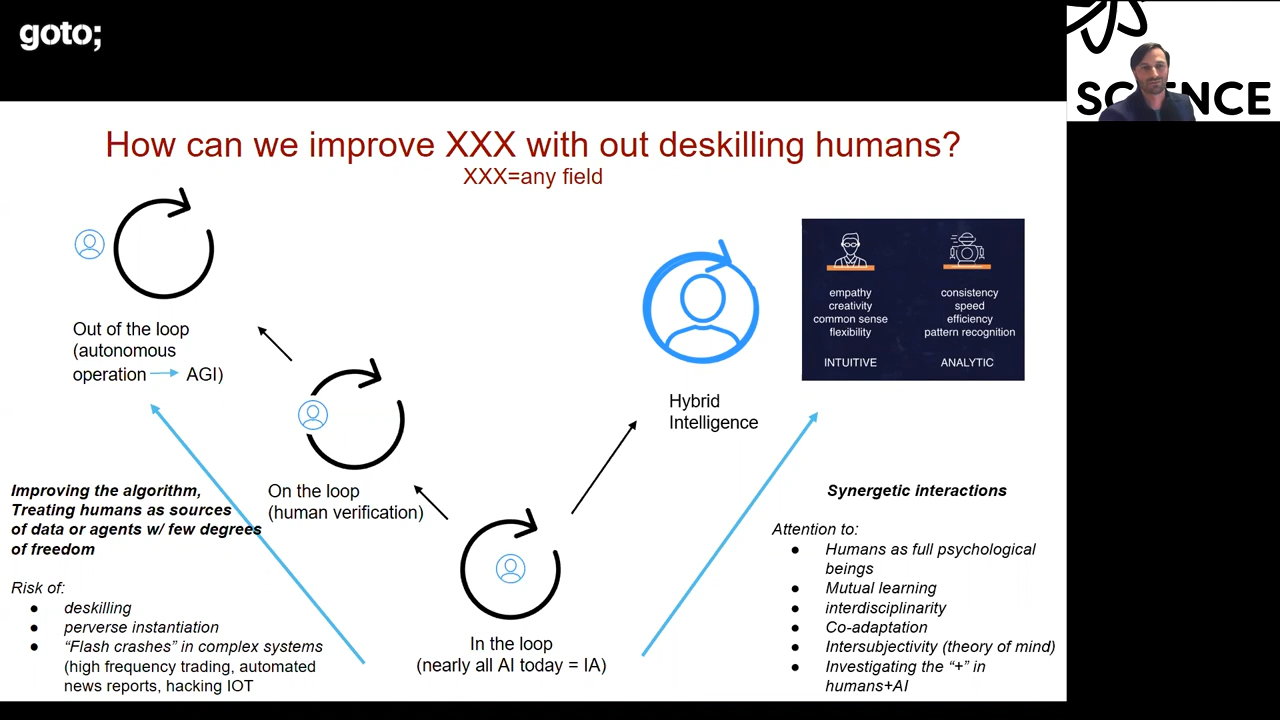 goto;
SCIENCE
How can we improve XXX with out deskilling humans?
XXX=any field
Out of the loop
(autonomous
operation → AGI)
On the loop
(human verification)
In the loop
(nearly all AI today = IA)
Hybrid
Intelligence
empathy
creativity
common sense
flexibility
INTUITIVE
consistency
speed
efficiency
pattern recognition
ANALYTIC
Improving the algorithm,
Treating humans as sources
of data or agents w/ few degrees
of freedom
Risk of:
● deskilling
● perverse instantiation
● “Flash crashes” in complex systems
(high frequency trading, automated
news reports, hacking IOT
Synergetic interactions
Attention to:
● Humans as full psychological
beings
● Mutual learning
● interdisciplinarity
● Co-adaptation
● Intersubjectivity (theory of mind)
● Investigating the “+” in
humans+AI